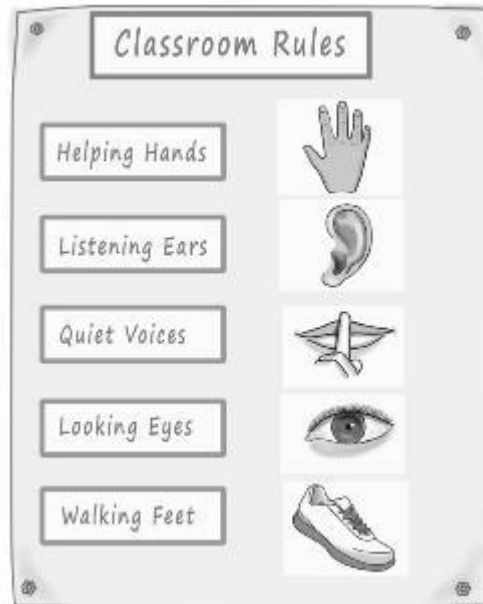 Classroom Rules
Helping Hands
Listening Ears
Quiet Voices
Looking Eyes
Walking Feet